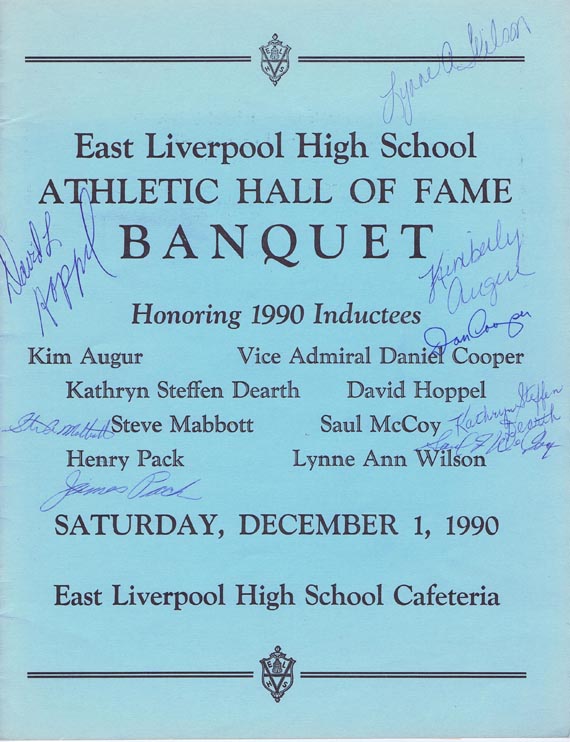 Lynne A. Wilson
East Liverpool High School
ATHLETIC HALL OF FAME
BANQUET
David L
Hoppel
Kimberly
Augur
Honoring 1990 Inductees
Dan Cooper
Kim Augur Vice Admiral Daniel Cooper
Kathryn Steffen Dearth David Hoppel
Kathryn Steffen
Dearth
Steve Mabbott Saul McCoy
Henry Pack Lynne Ann Wilson
James Pack
SATURDAY, DECEMBER 1, 1990
East Liverpool High School Cafeteria